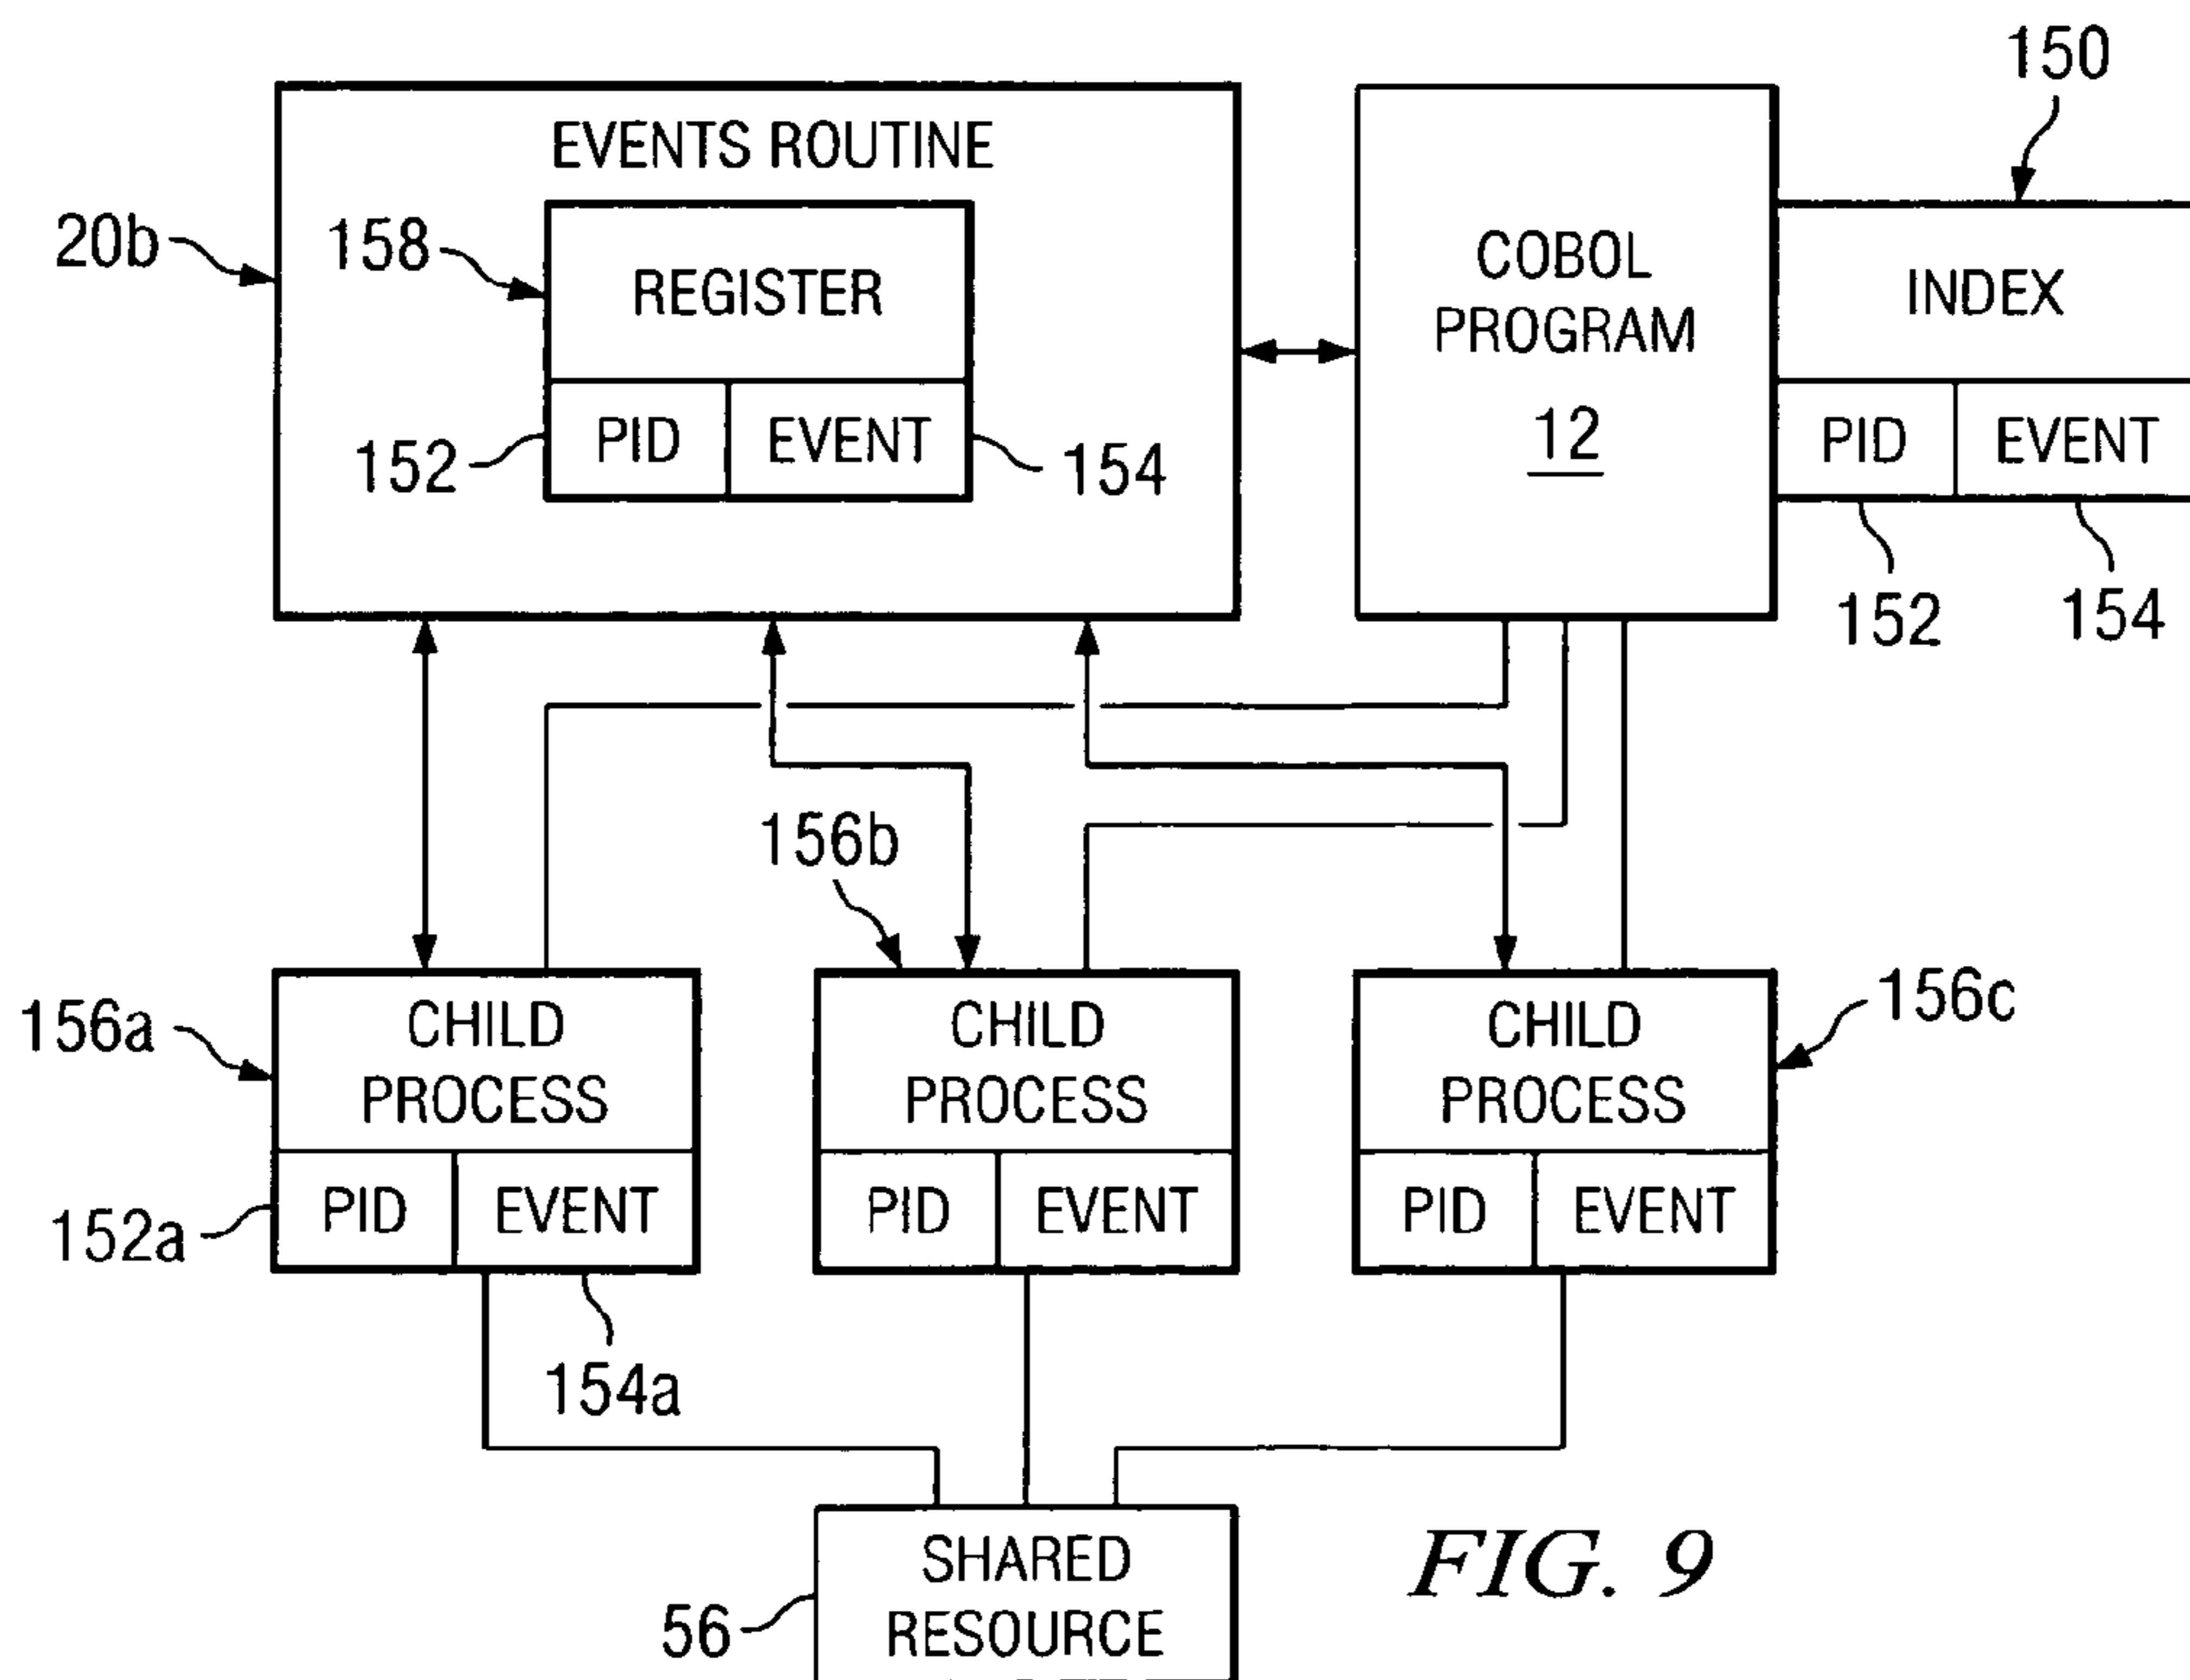 150
EVENTS ROUTINE
20b
158
REGISTER
COBOL
PROGRAM
12
INDEX
152
PID
EVENT
154
PID
EVENT
152
154
156b
156a
CHILD
PROCESS
CHILD
PROCESS
CHILD
PROCESS
156c
152a
PID
EVENT
PID
EVENT
PID
EVENT
154a
SHARED
RESOURCE
56
FIG. 9